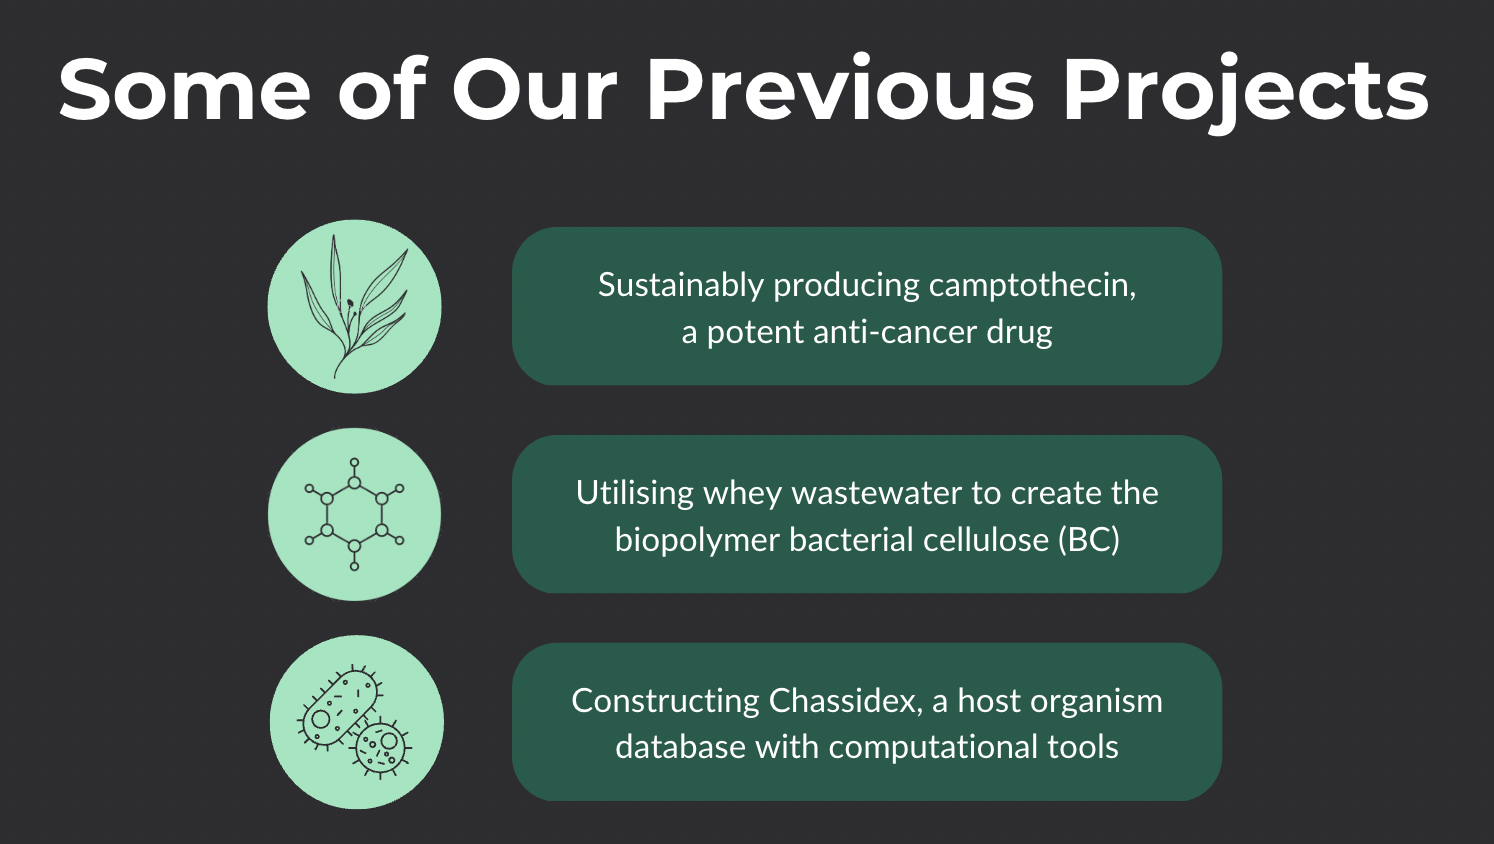 Some of Our Previous Projects
Sustainably producing camptothecin,
a potent anti-cancer drug
Utilising whey wastewater to create the
biopolymer bacterial cellulose (BC)
Constructing Chassidex, a host organism
database with computational tools